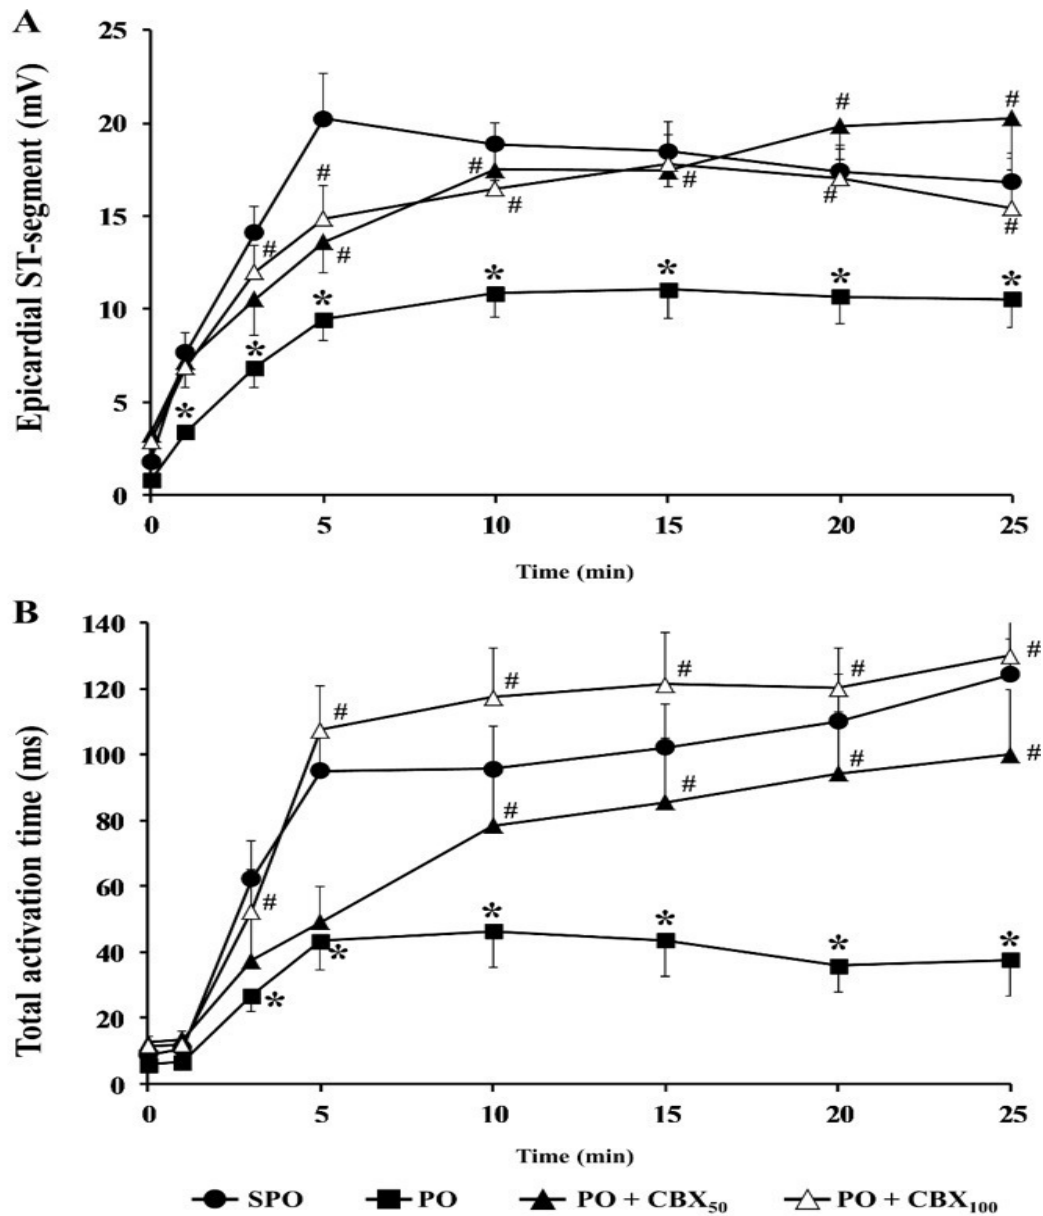 A
Epicardial ST-segment (mV)
25
20
15
10
5
0
# # # # # # # # # # #
* * * * * * *
0 5 10 15 20 25
Time (min)
B
Total activation time (ms)
140
120
100
80
60
40
20
0
# # # # # # # # # #
* * * * * *
0 5 10 15 20 25
Time (min)
SPO PO PO + CBX50 PO + CBX100